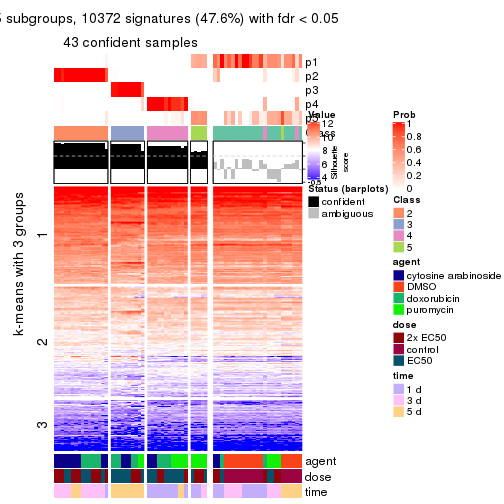 5 subgroups, 10372 signatures (47.6%) with fdr < 0.05
43 confident samples
p1
p2
p3
p4
k-means with 3 groups
1
2
3
Value
12
10
8
6
4
Silhouette
score
Status (barplots)
confident
ambiguous
agent
dose
time
Prob
1
0.8
0.6
0.4
0.2
0
Class
2
3
4
5
agent
cytosine arabinoside
DMSO
doxorubicin
puromycin
dose
2x EC50
control
EC50
time
1 d
3 d
5 d